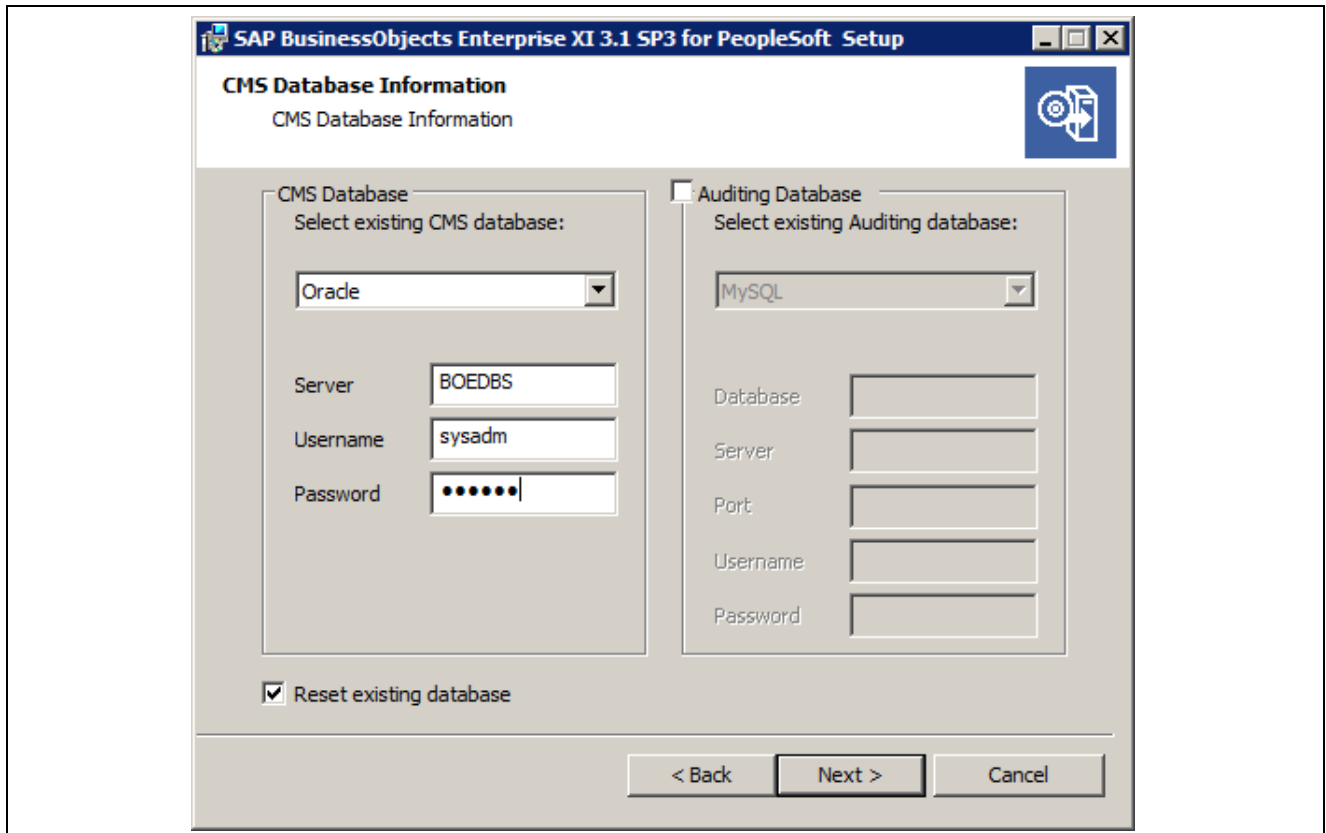 SAP BusinessObjects Enterprise XI 3.1 SP3 for PeopleSoft Setup
CMS Database Information
CMS Database Information
CMS Database
Select existing CMS database:
Oracle
Server
BOEDBS
Username
sysadm
Password
••••••
Auditing Database
Select existing Auditing database:
MySQL
Database
Server
Port
Username
Password
Reset existing database
< Back
Next >
Cancel